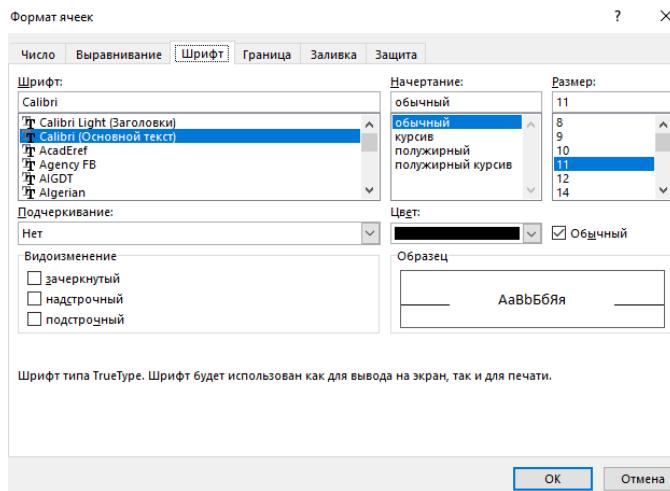 Формат ячеек ?
Число Выравнивание Шрифт Граница Заливка Защита
Шрифт: Начертание: Размер:
Calibri обычный 11
Calibri Light (Заголовки) обычный 8
Calibri (Основной текст) курсив 9
AcadEref полужирный 10
Agency FB полужирный курсив 11
AIGDT 12
Algerian 14
Подчеркивание: Цвет:
Нет Обычный
Видоизменение Образец
зачеркнутый
надстрочный АаВbБбЯя
подстрочный
Шрифт типа TrueType. Шрифт будет использован как для вывода на экран, так и для печати.
ОК Отмена